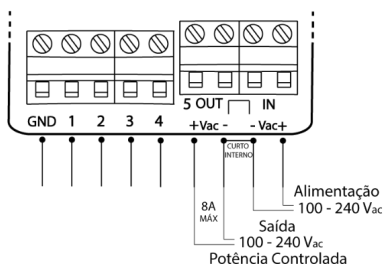 5 OUT IN
GND 1 2 3 4 +Vac - - Vac+
CURTO
INTERNO
8A
MÁX
Alimentação
100 - 240 Vac
Saída
100 - 240 Vac
Potência Controlada